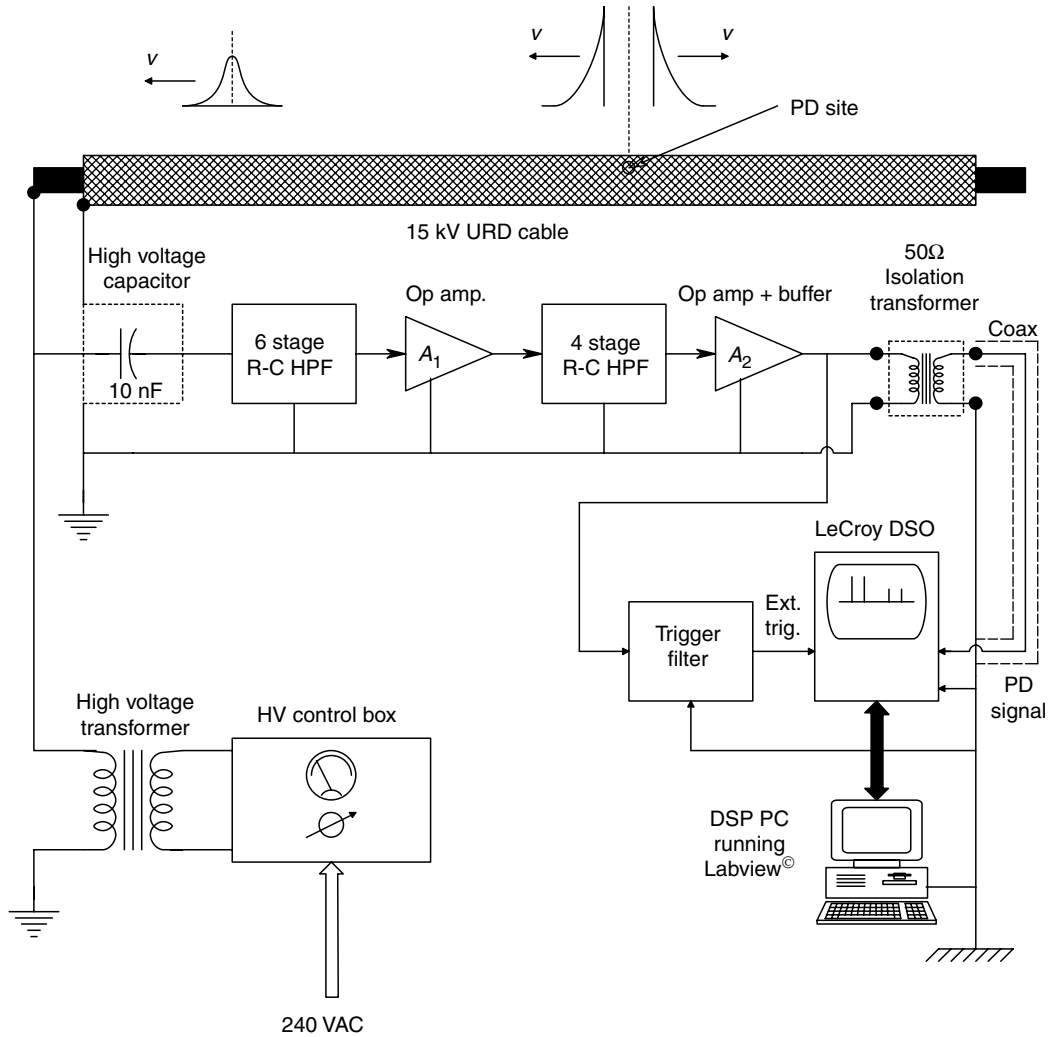 v
v
v
PD site
15 kV URD cable
High voltage
capacitor
10 nF
6 stage
R-C HPF
Op amp.
A1
4 stage
R-C HPF
Op amp + buffer
A2
50Ω
Isolation
transformer
Coax
LeCroy DSO
Trigger
filter
Ext.
trig.
PD
signal
High voltage
transformer
HV control box
DSP PC
running
Labview©
240 VAC